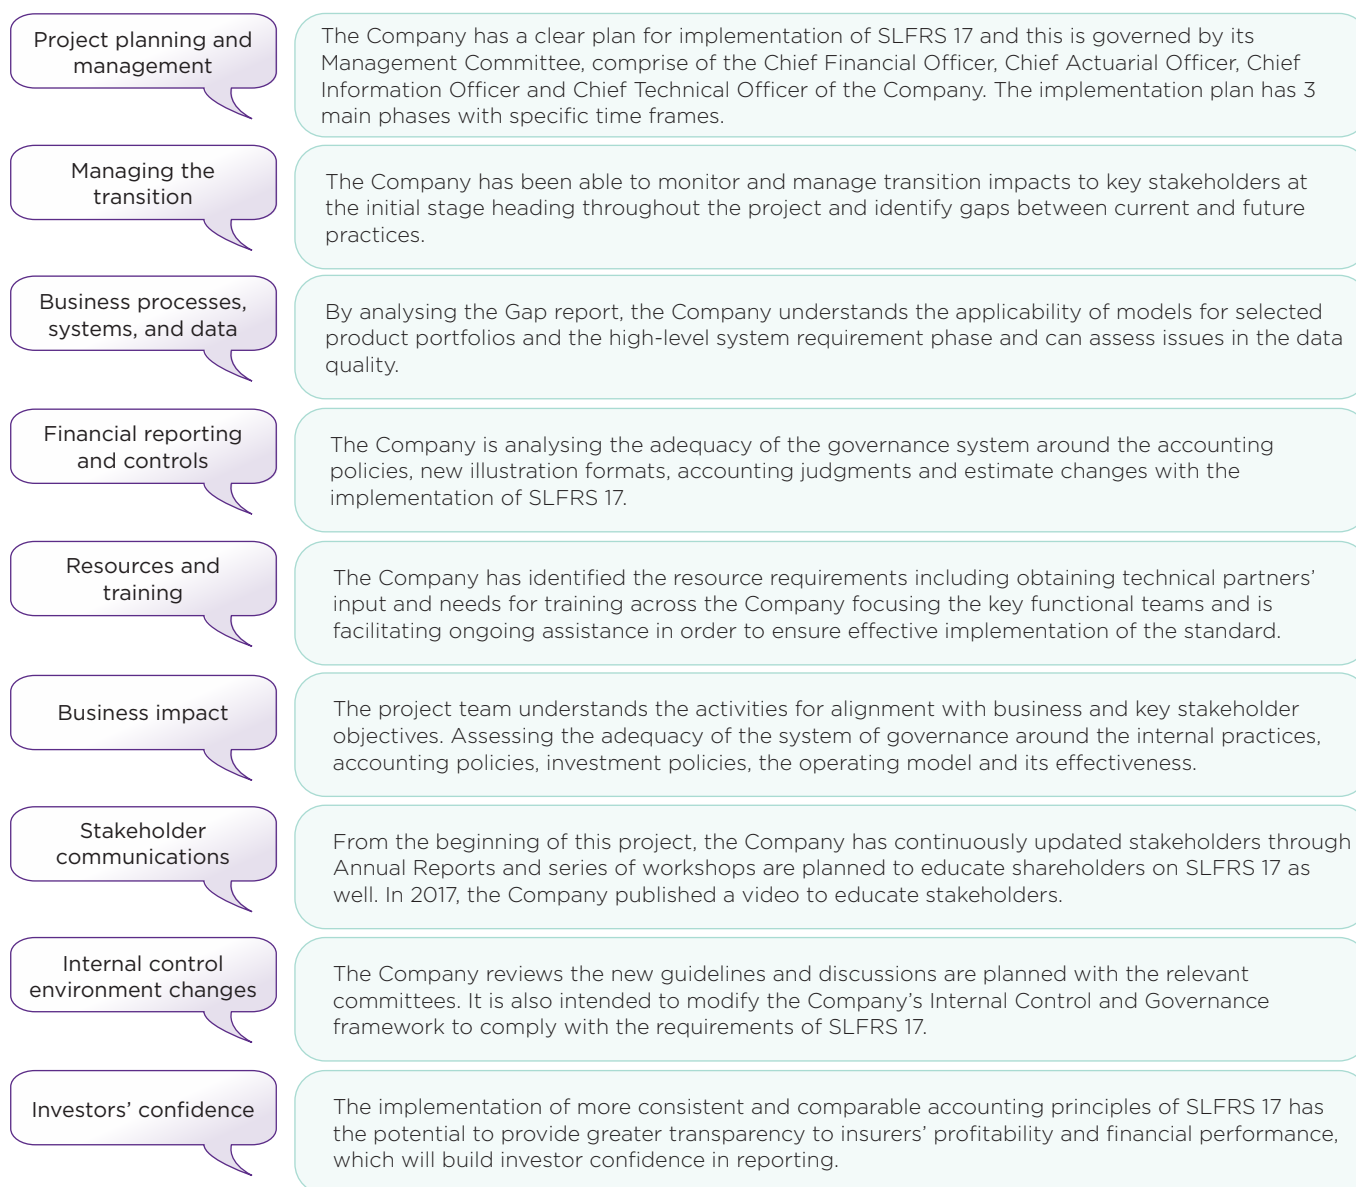 Project planning and
management
The Company has a clear plan for implementation of SLFRS 17 and this is governed by its
Management Committee, comprise of the Chief Financial Officer, Chief Actuarial Officer, Chief
Information Officer and Chief Technical Officer of the Company. The implementation plan has 3
main phases with specific time frames.
Managing the
transition
The Company has been able to monitor and manage transition impacts to key stakeholders at
the initial stage heading throughout the project and identify gaps between current and future
practices.
Business processes,
systems, and data
By analysing the Gap report, the Company understands the applicability of models for selected
product portfolios and the high-level system requirement phase and can assess issues in the data
quality.
Financial reporting
and controls
The Company is analysing the adequacy of the governance system around the accounting
policies, new illustration formats, accounting judgments and estimate changes with the
implementation of SLFRS 17.
Resources and
training
The Company has identified the resource requirements including obtaining technical partners’
input and needs for training across the Company focusing the key functional teams and is
facilitating ongoing assistance in order to ensure effective implementation of the standard.
Business impact
The project team understands the activities for alignment with business and key stakeholder
objectives. Assessing the adequacy of the system of governance around the internal practices,
accounting policies, investment policies, the operating model and its effectiveness.
Stakeholder
communications
From the beginning of this project, the Company has continuously updated stakeholders through
Annual Reports and series of workshops are planned to educate shareholders on SLFRS 17 as
well. In 2017, the Company published a video to educate stakeholders.
Internal control
environment changes
The Company reviews the new guidelines and discussions are planned with the relevant
committees. It is also intended to modify the Company’s Internal Control and Governance
framework to comply with the requirements of SLFRS 17.
Investors’ confidence
The implementation of more consistent and comparable accounting principles of SLFRS 17 has
the potential to provide greater transparency to insurers’ profitability and financial performance,
which will build investor confidence in reporting.